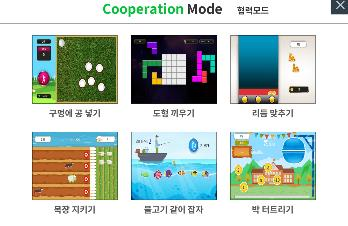 Cooperation Mode 협력모드
구멍에 공 넣기
도형 끼우기
리듬 맞추기
목장 지키기
물고기 같이 잡자
박 터트리기